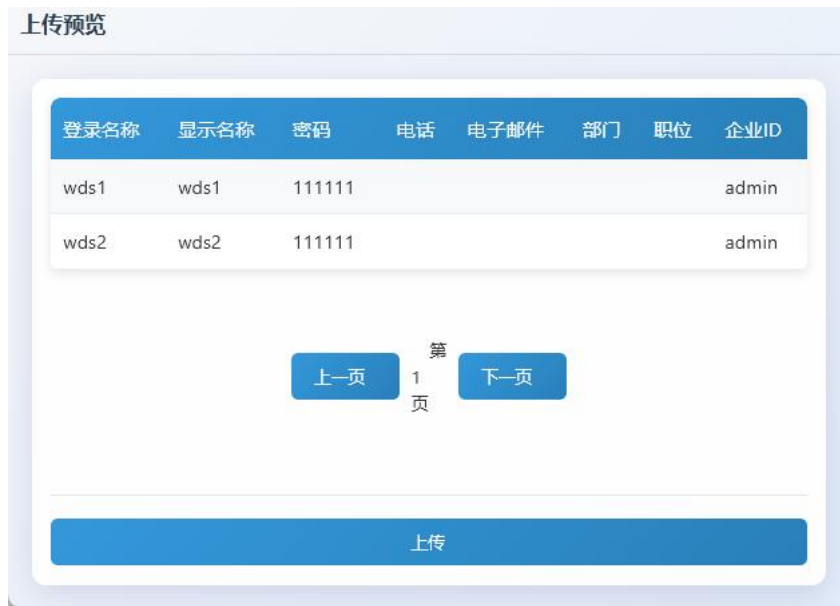 上传预览
登录名称 显示名称 密码 电话 电子邮件 部门 职位 企业ID
wds1 wds1 111111 admin
wds2 wds2 111111 admin
第
上一页 1 下一页
页
上传